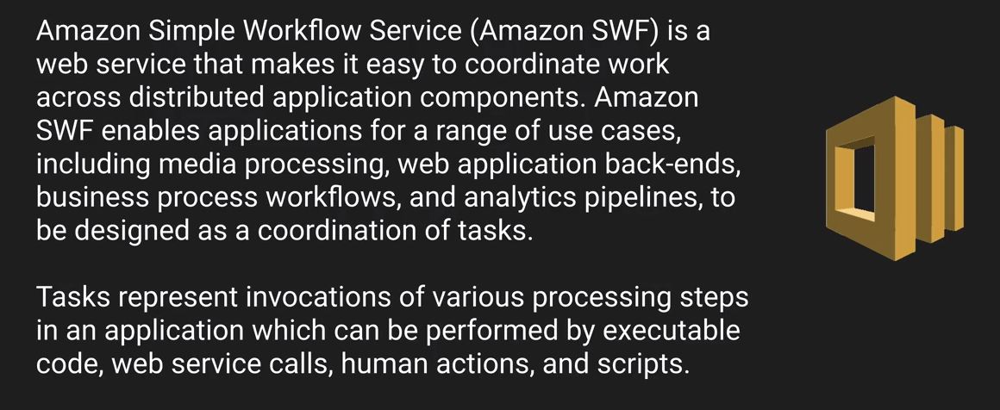 Amazon Simple Workflow Service (Amazon SWF) is a
web service that makes it easy to coordinate work
across distributed application components. Amazon
SWF enables applications for a range of use cases,
including media processing, web application back-ends,
business process workflows, and analytics pipelines, to
be designed as a coordination of tasks.
Tasks represent invocations of various processing steps
in an application which can be performed by executable
code, web service calls, human actions, and scripts.